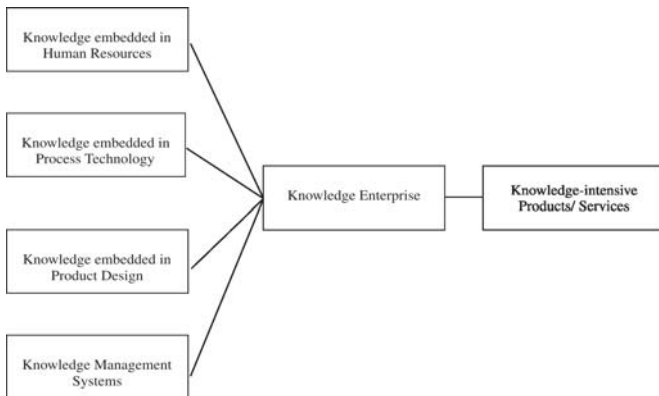 Knowledge embedded in
Human Resources
Knowledge embedded in
Process Technology
Knowledge embedded in
Product Design
Knowledge Management
Systems
Knowledge Enterprise
Knowledge-intensive
Products/ Services